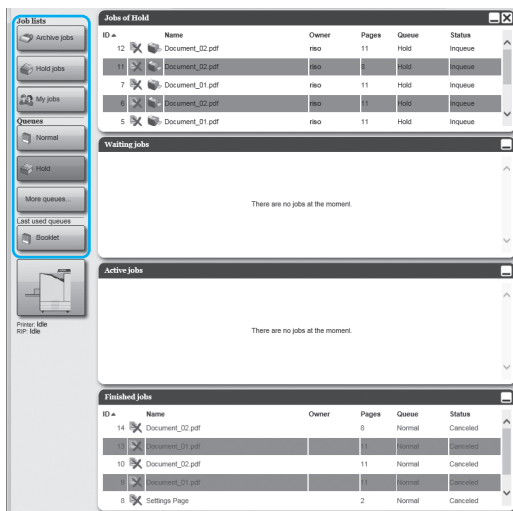 Job lists
Archive jobs
Hold jobs
My jobs
Queues
Normal
Hold
More queues...
Last used queues
Booklet
Printer: Idle
RIP: Idle
Jobs of Hold
ID Name Owner Pages Queue Status
12 Document_02.pdf riso 11 Hold Inqueue
11 Document_02.pdf riso 8 Hold Inqueue
7 Document_01.pdf riso 11 Hold Inqueue
6 Document_02.pdf riso 11 Hold Inqueue
5 Document_01.pdf riso 11 Hold Inqueue
Waiting jobs
There are no jobs at the moment.
Active jobs
There are no jobs at the moment.
Finished jobs
ID Name Owner Pages Queue Status
14 Document_02.pdf 8 Normal Canceled
13 Document_01.pdf 11 Normal Canceled
10 Document_02.pdf 11 Normal Canceled
9 Document_01.pdf 11 Normal Canceled
8 Settings Page 2 Normal Canceled